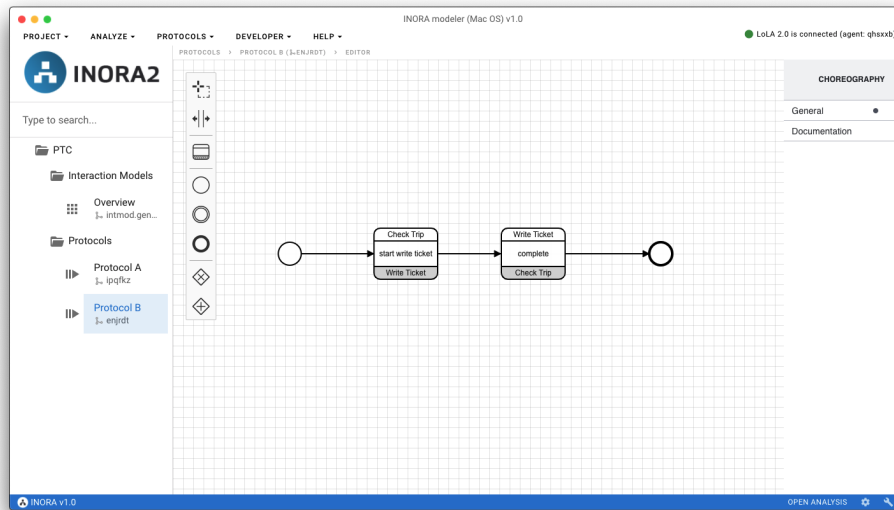 INORA modeler (Mac OS) v1.0
PROJECT ANALYZE PROTOCOLS DEVELOPER HELP
LoLA 2.0 is connected (agent: qhsxxb)
PROTOCOLS > PROTOCOL B (ENJRDT) > EDITOR
INORA2
CHOREOGRAPHY
General
Documentation
Type to search...
PTC
Interaction Models
Overview
intmod.gen...
Protocols
Protocol A
ipqfkz
Protocol B
enjrdt
Check Trip
start write ticket
Write Ticket
Write Ticket
complete
Check Trip
INORA v1.0
OPEN ANALYSIS